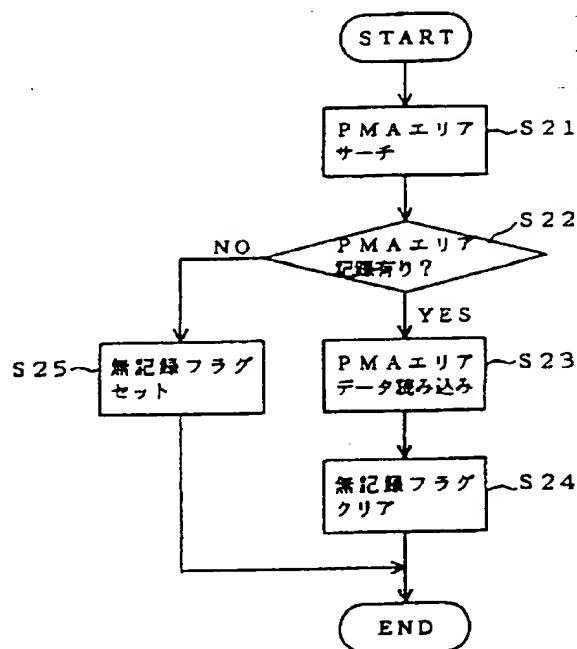 START
PMAエリア
サーチ
S21
PMAエリア
記録有り?
S22
NO
YES
S25
無記録フラグ
セット
PMAエリア
データ読み込み
S23
無記録フラグ
クリア
S24
END